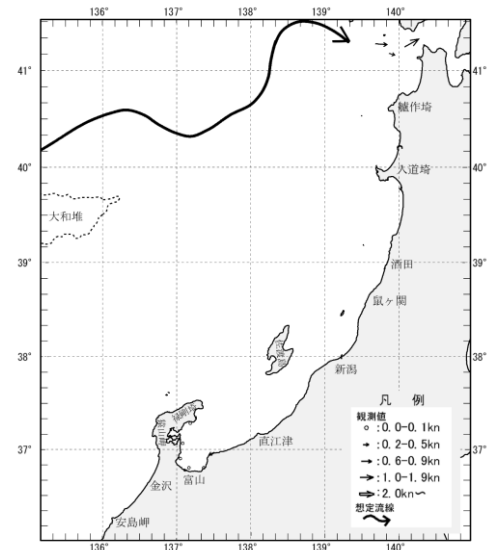 136° 137° 138° 139° 140°
41° 41°
艫作埼
40° 40°
入道埼
大和堆
酒田
39° 39°
鼠ヶ関
38° 38°
新潟
凡 例
観測値
:0.0-0.1kn
:0.2-0.5kn
直江津
:0.6-0.9kn
37° 37°
:1.0-1.9kn
富山
:2.0kn〜
金沢
想定流線
安島岬
136° 137° 138° 139° 140°